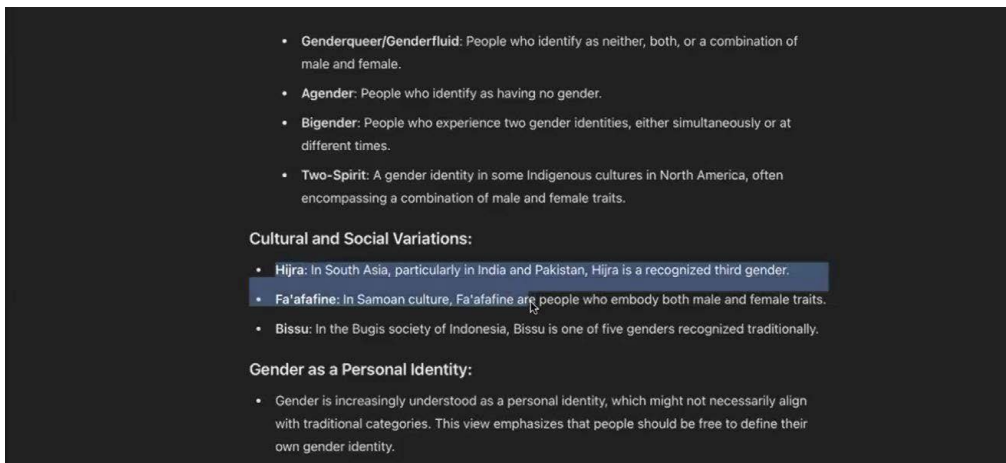 • Genderqueer/Genderfluid: People who identify as neither, both, or a combination of
male and female.
• Agender: People who identify as having no gender.
• Bigender: People who experience two gender identities, either simultaneously or at
different times.
• Two-Spirit: A gender identity in some Indigenous cultures in North America, often
encompassing a combination of male and female traits.
Cultural and Social Variations:
• Hijra: In South Asia, particularly in India and Pakistan, Hijra is a recognized third gender.
• Fa'afafine: In Samoan culture, Fa'afafine are people who embody both male and female traits.
• Bissu: In the Bugis society of Indonesia, Bissu is one of five genders recognized traditionally.
Gender as a Personal Identity:
• Gender is increasingly understood as a personal identity, which might not necessarily align
with traditional categories. This view emphasizes that people should be free to define their
own gender identity.